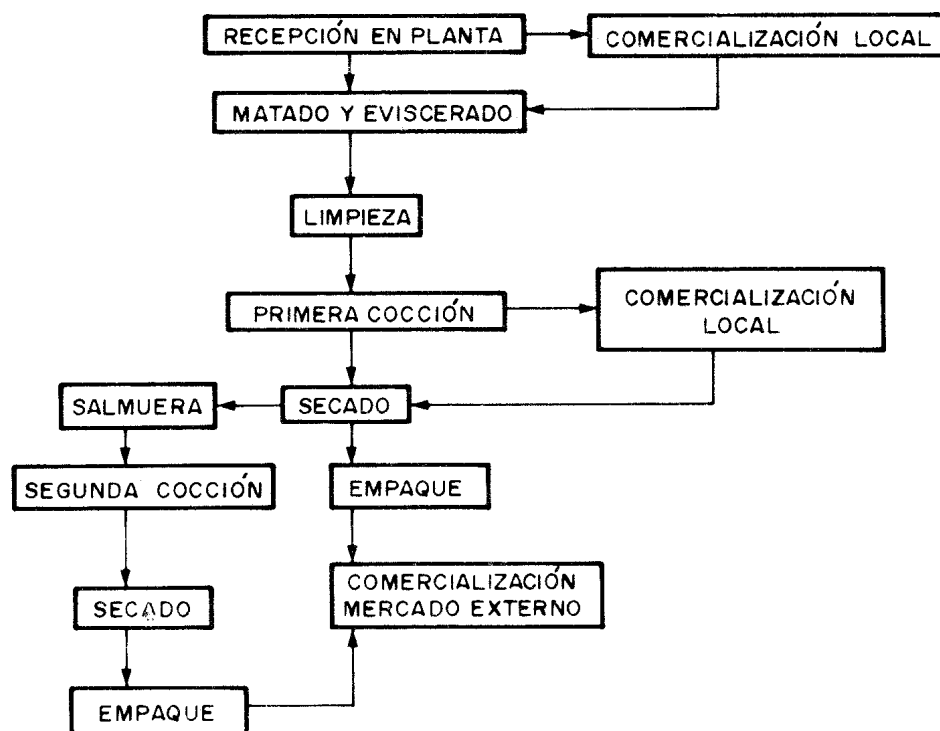 RECEPCIÓN EN PLANTA
COMERCIALIZACIÓN LOCAL
MATADO Y EVISCERADO
LIMPIEZA
PRIMERA COCCIÓN
COMERCIALIZACIÓN
LOCAL
SALMUERA
SECADO
SEGUNDA COCCIÓN
EMPAQUE
COMERCIALIZACIÓN
MERCADO EXTERNO
SECADO
EMPAQUE